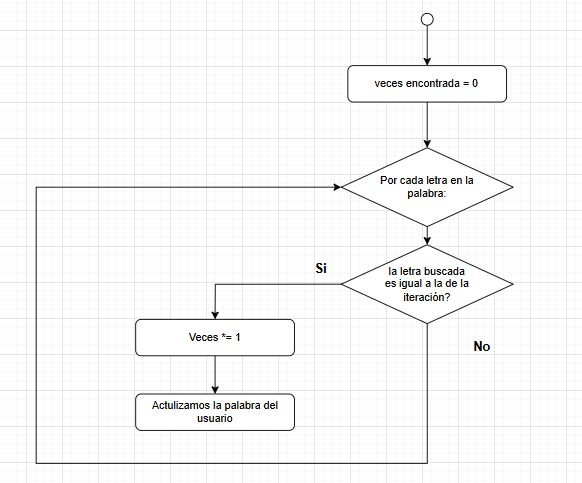 veces encontrada = 0
Por cada letra en la
palabra:
Si
la letra buscada
es igual a la de la
iteración?
Veces *= 1
No
Actulizamos la palabra del
usuario